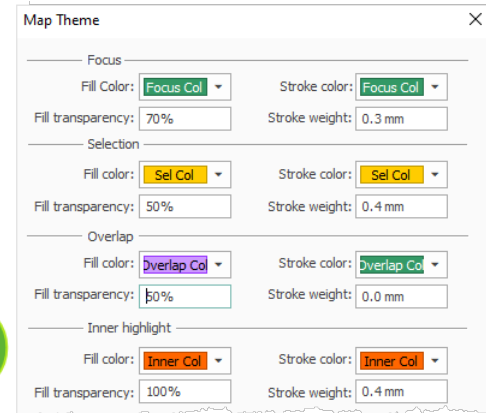 Map Theme
Focus
Fill Color: Focus Col Stroke color: Focus Col
Fill transparency: 70% Stroke weight: 0.3 mm
Selection
Fill color: Sel Col Stroke color: Sel Col
Fill transparency: 50% Stroke weight: 0.4 mm
Overlap
Fill color: Overlap Col Stroke color: Overlap Col
Fill transparency: 50% Stroke weight: 0.0 mm
Inner highlight
Fill color: Inner Col Stroke color: Inner Col
Fill transparency: 100% Stroke weight: 0.4 mm